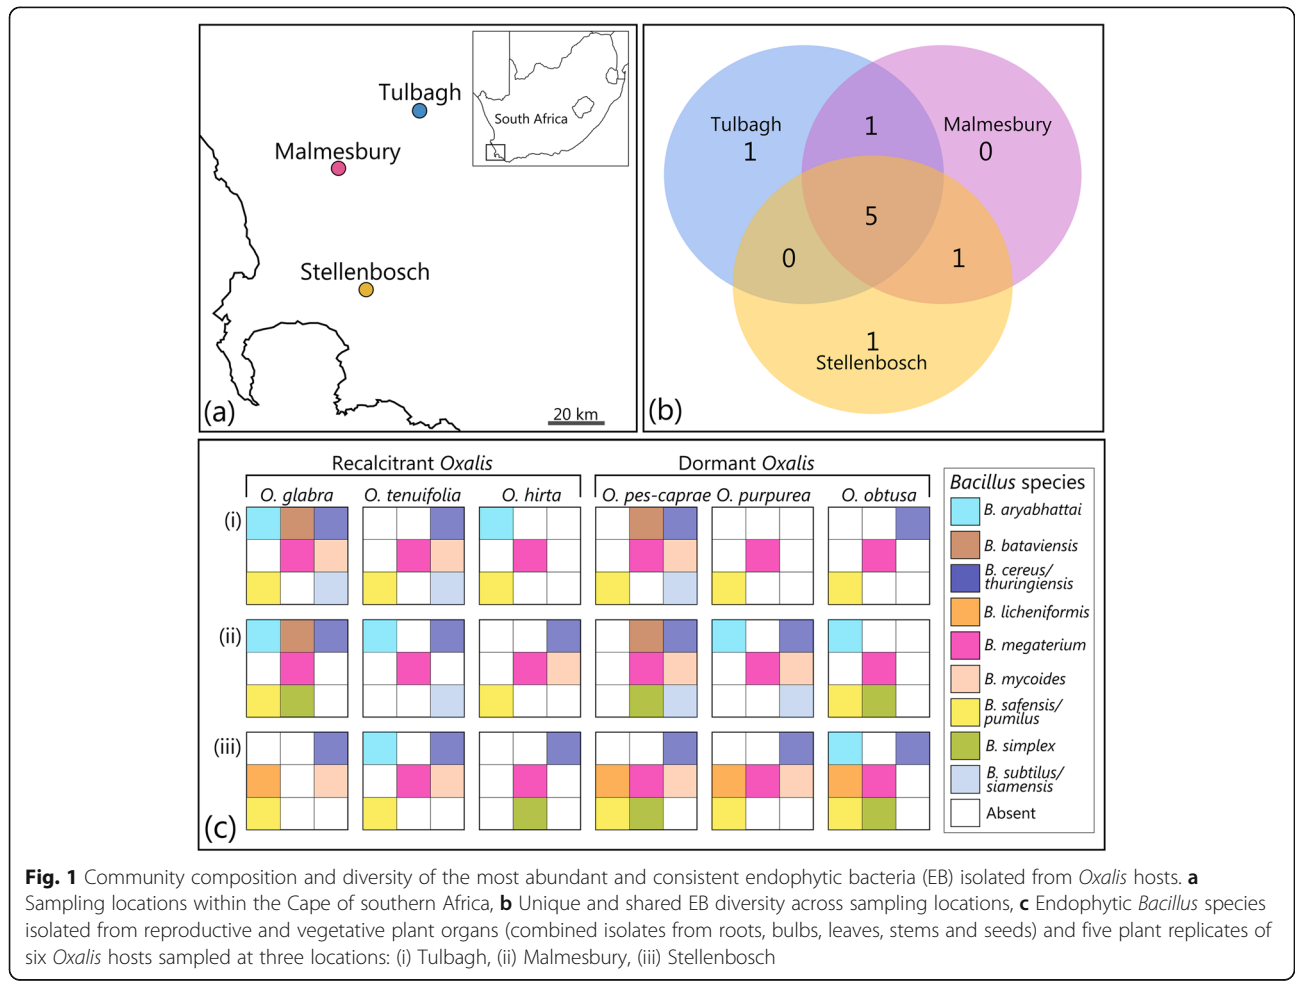 Tulbagh
Malmesbury
Stellenbosch
South Africa
20 km
(a)
Tulbagh
1
1
Malmesbury
0
5
0
1
1
Stellenbosch
(b)
Recalcitrant Oxalis
Dormant Oxalis
O. glabra
O. tenuifolia
O. hirta
O. pes-caprae
O. purpurea
O. obtusa
(i)
(ii)
(iii)
(c)
Bacillus species
B. aryabhattai
B. bataviensis
B. cereus/
thuringiensis
B. licheniformis
B. megaterium
B. mycoides
B. safensis/
pumilus
B. simplex
B. subtilus/
siamensis
Absent
Fig. 1 Community composition and diversity of the most abundant and consistent endophytic bacteria (EB) isolated from Oxalis hosts. a
Sampling locations within the Cape of southern Africa, b Unique and shared EB diversity across sampling locations, c Endophytic Bacillus species
isolated from reproductive and vegetative plant organs (combined isolates from roots, bulbs, leaves, stems and seeds) and five plant replicates of
six Oxalis hosts sampled at three locations: (i) Tulbagh, (ii) Malmesbury, (iii) Stellenbosch